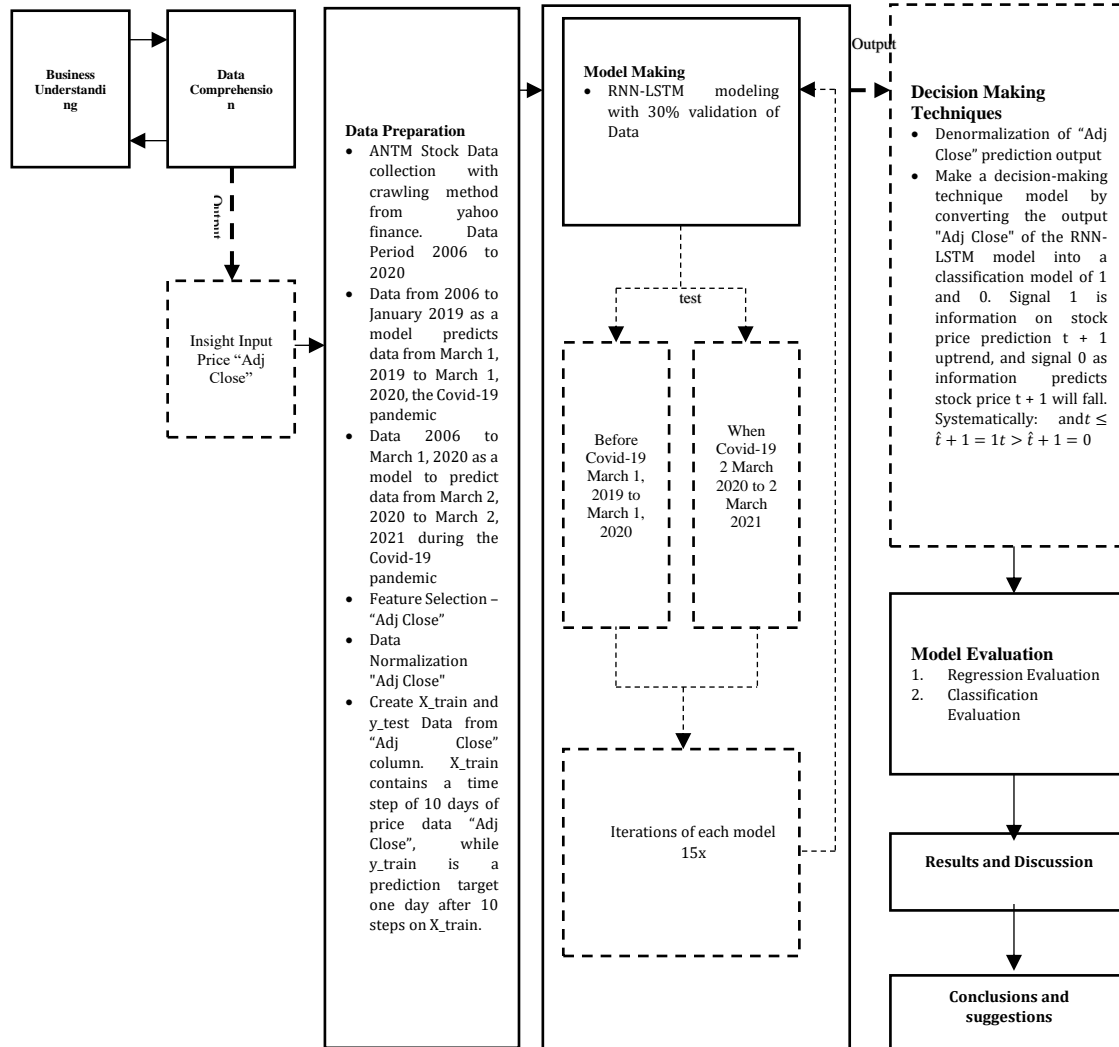 Business
Understandi
ng
Data
Comprehensio
n
Output
Insight Input
Price “Adj
Close”
Data Preparation
• ANTM Stock Data
collection with
crawling method
from yahoo
finance. Data
Period 2006 to
2020
• Data from 2006 to
January 2019 as a
model predicts
data from March 1,
2019 to March 1,
2020, the Covid-19
pandemic
• Data 2006 to
March 1, 2020 as a
model to predict
data from March 2,
2020 to March 2,
2021 during the
Covid-19
pandemic
• Feature Selection –
“Adj Close”
• Data
Normalization
"Adj Close"
• Create X_train and
y_test Data from
“Adj Close”
column. X_train
contains a time
step of 10 days of
price data “Adj
Close”, while
y_train is a
prediction target
one day after 10
steps on X_train.
Model Making
• RNN-LSTM modeling
with 30% validation of
Data
test
Before
Covid-19
March 1,
2019 to
March 1,
2020
When
Covid-19
2 March
2020 to 2
March
2021
Iterations of each model
15x
Output
Decision Making
Techniques
• Denormalization of “Adj
Close” prediction output
• Make a decision-making
technique model by
converting the output
"Adj Close" of the RNN-
LSTM model into a
classification model of 1
and 0. Signal 1 is
information on stock
price prediction t + 1
uptrend, and signal 0 as
information predicts
stock price t + 1 will fall.
Systematically: and𝑡 ≤
𝑡̂ + 1 = 1𝑡 > 𝑡̂ + 1 = 0
Model Evaluation
1. Regression Evaluation
2. Classification
Evaluation
Results and Discussion
Conclusions and
suggestions